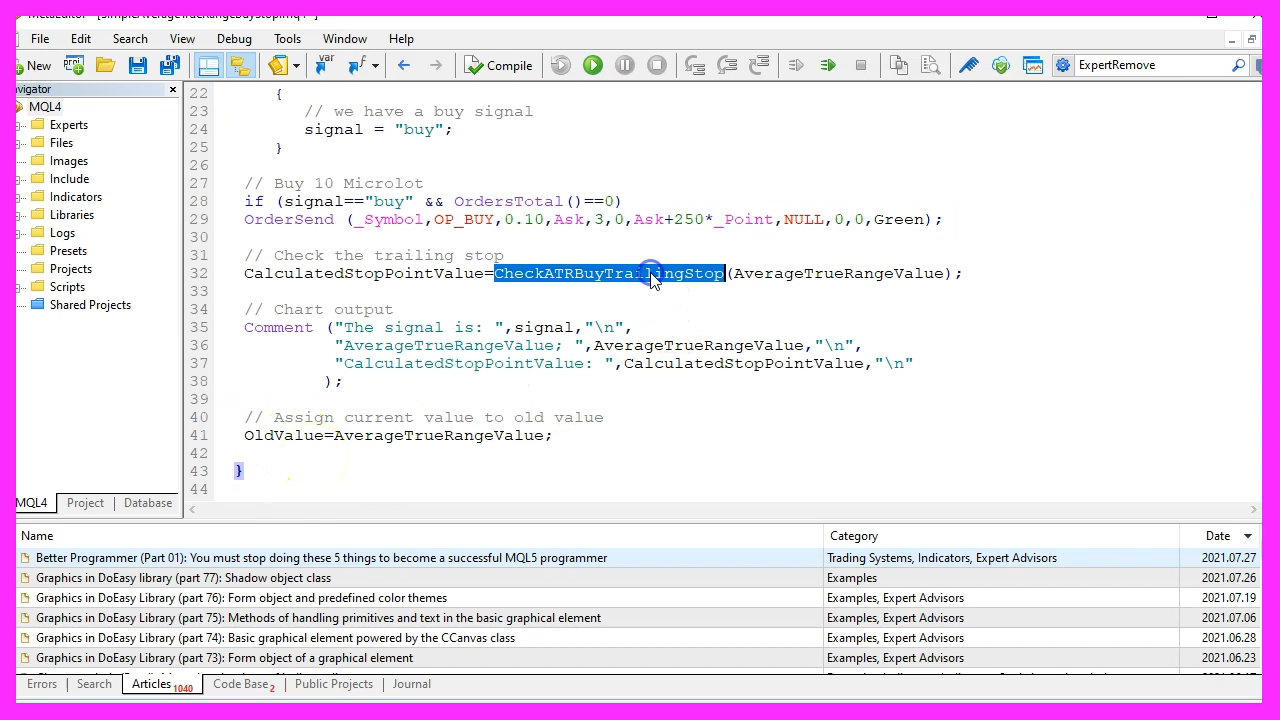 File Edit View Search Debug Tools Window Help
New Compile ExpertRemove
MQL4
Experts
Files
Images
Include
Indicators
Libraries
Logs
Presets
Projects
Scripts
Shared Projects
MQL4 Project Database
22 {
23 // we have a buy signal
24 signal = "buy";
25 }
26
27 // Buy 10 Microlot
28 if (signal=="buy" && OrdersTotal()==0)
29 OrderSend (_Symbol,OP_BUY,0.10,Ask,3,0,Ask+250*_Point,NULL,0,0,Green);
30
31 // Check the trailing stop
32 CalculatedStopPointValue=CheckATRBuyTrailingStop(AverageTrueRangeValue);
33
34 // Chart output
35 Comment ("The signal is: ",signal,"\n",
36 "AverageTrueRangeValue; ",AverageTrueRangeValue,"\n",
37 "CalculatedStopPointValue: ",CalculatedStopPointValue,"\n"
38 );
39
40 // Assign current value to old value
41 OldValue=AverageTrueRangeValue;
42
43 }
44
Name Category Date
Better Programmer (Part 01): You must stop doing these 5 things to become a successful MQL5 programmer Trading Systems, Indicators, Expert Advisors 2021.07.27
Graphics in DoEasy library (part 77): Shadow object class Examples 2021.07.26
Graphics in DoEasy library (part 76): Form object and predefined color themes Examples, Expert Advisors 2021.07.19
Graphics in DoEasy Library (part 75): Methods of handling primitives and text in the basic graphical element Examples, Expert Advisors 2021.07.06
Graphics in DoEasy Library (part 74): Basic graphical element powered by the CCanvas class Examples, Expert Advisors 2021.06.28
Graphics in DoEasy Library (part 73): Form object of a graphical element Examples, Expert Advisors 2021.06.23
Errors Search Articles 1040 Code Base 2 Public Projects Journal